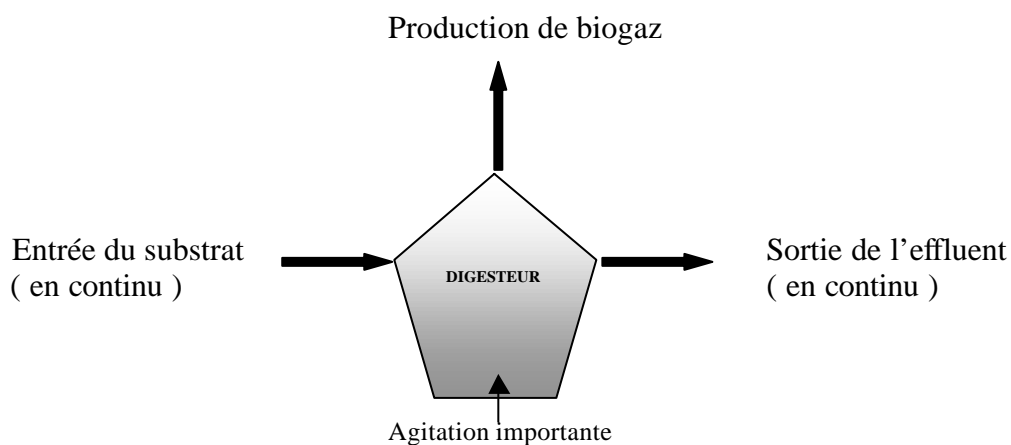 Production de biogaz
Entrée du substrat
( en continu )
DIGESTEUR
Sortie de l'effluent
( en continu )
Agitation importante